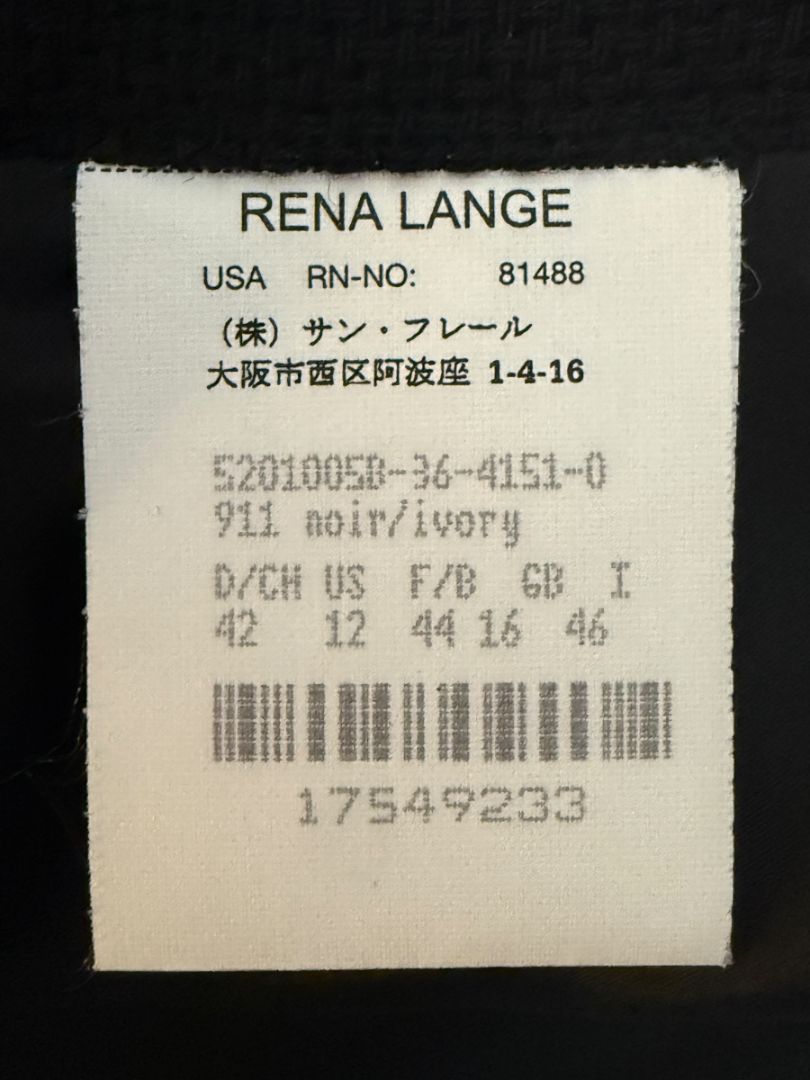 RENA LANGE
USA RN-NO: 81488
（株）サン・フレール
大阪市西区阿波座 1-4-16
5201005B-36-4151-0
911 noir/ivory
D/CH US F/B GB I
42 12 44 16 46
17549233